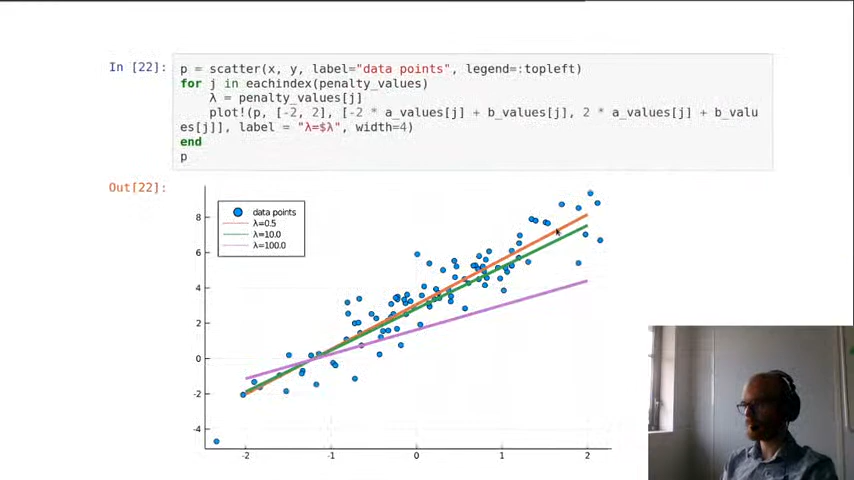 In [22]:
p = scatter(x, y, label="data points", legend=:topleft)
for j in eachindex(penalty_values)
λ = penalty_values[j]
plot!(p, [-2, 2], [-2 * a_values[j] + b_values[j], 2 * a_values[j] + b_valu
es[j]], label = "λ=$λ", width=4)
end
p
Out[22]:
data points
λ=0.5
λ=10.0
λ=100.0
8
6
4
2
0
-2
-4
-2 -1 0 1 2